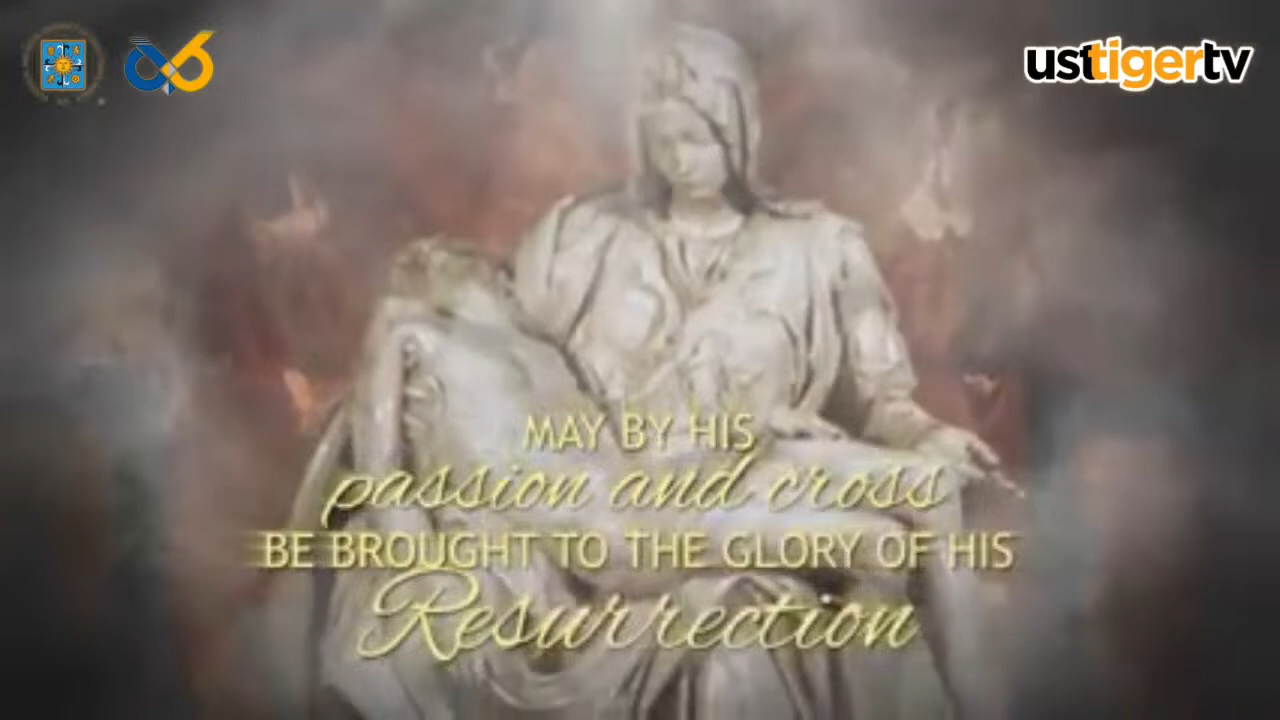 usttigertv
MAY BY HIS
passion and cross
BE BROUGHT TO THE GLORY OF HIS
Resurrection